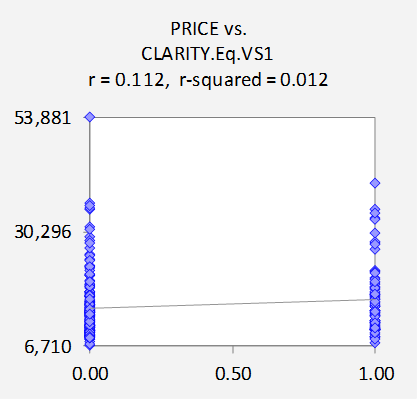 PRICE vs.
CLARITY.Eq.VS1
r = 0.112, r-squared = 0.012
53,881
30,296
6,710
0.00 0.50 1.00